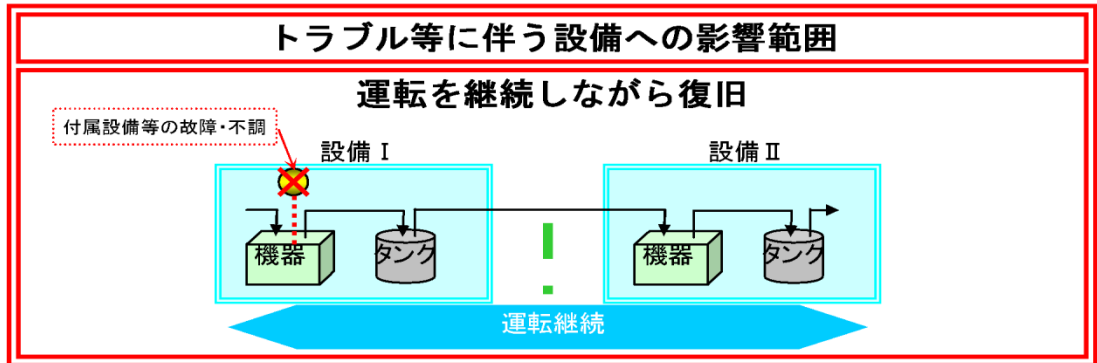 トラブル等に伴う設備への影響範囲
運転を継続しながら復旧
付属設備等の故障・不調
設備Ⅰ
設備Ⅱ
機器
タンク
機器
タンク
運転継続